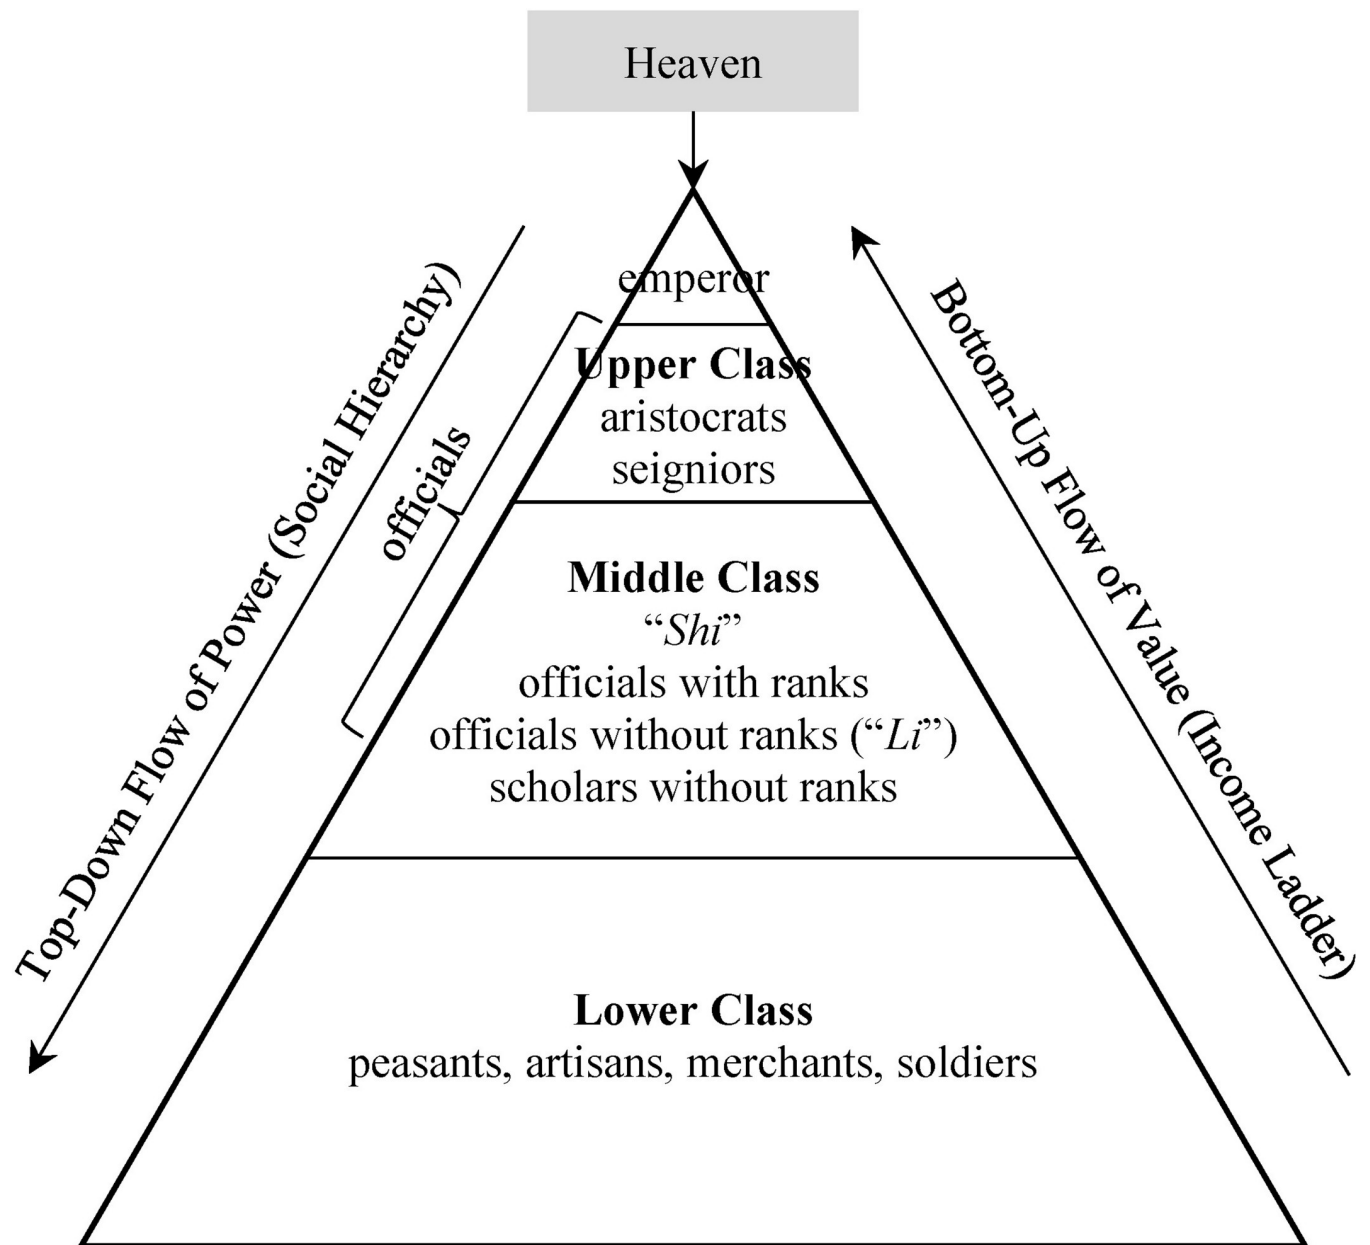 Heaven
emperor
Upper Class
aristocrats
seigniors
Middle Class
“Shi”
officials with ranks
officials without ranks (“Li”)
scholars without ranks
Lower Class
peasants, artisans, merchants, soldiers
officials
Top-Down Flow of Power (Social Hierarchy)
Bottom-Up Flow of Value (Income Ladder)